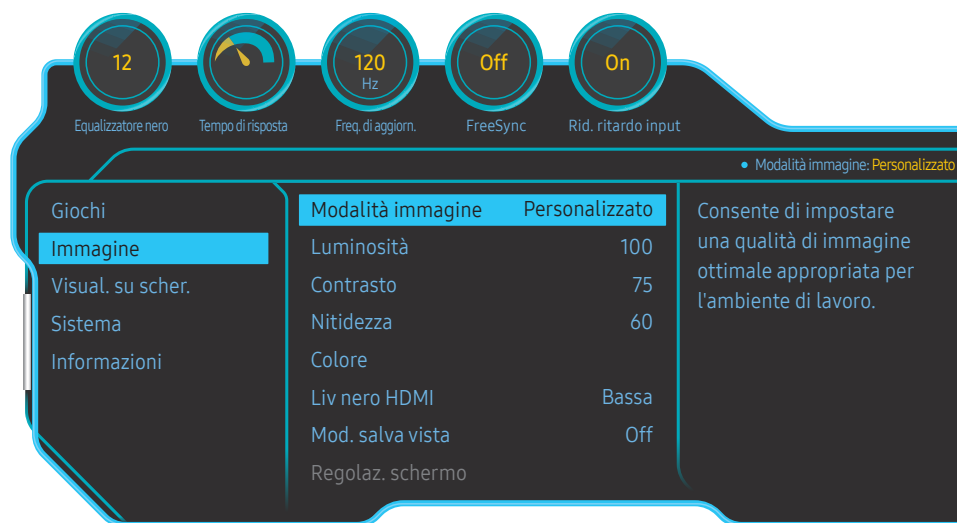 12
120
Hz
Off
On
Equalizzatore nero
Tempo di risposta
Freq. di aggiorn.
FreeSync
Rid. ritardo input
• Modalità immagine: Personalizzato
Giochi
Immagine
Visual. su scher.
Sistema
Informazioni
Modalità immagine Personalizzato
Luminosità 100
Contrasto 75
Nitidezza 60
Colore
Liv nero HDMI Bassa
Mod. salva vista Off
Regolaz. schermo
Consente di impostare
una qualità di immagine
ottimale appropriata per
l'ambiente di lavoro.